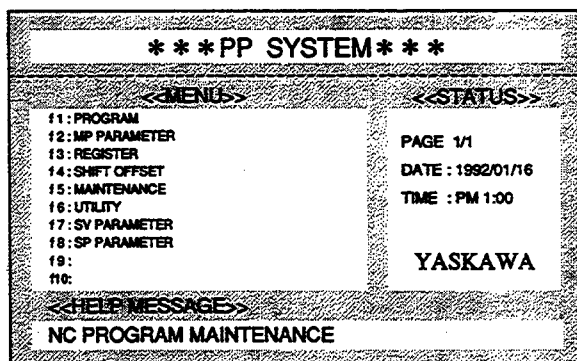 ***PP SYSTEM***
<<MENU>>
f1:PROGRAM
f2:MP PARAMETER
f3:REGISTER
f4:SHIFT OFFSET
f5:MAINTENANCE
f6:UTILITY
f7:SV PARAMETER
f8:SP PARAMETER
f9:
f10:
<<STATUS>>
PAGE 1/1
DATE : 1992/01/16
TIME : PM 1:00
YASKAWA
<<HELP MESSAGE>>
NC PROGRAM MAINTENANCE